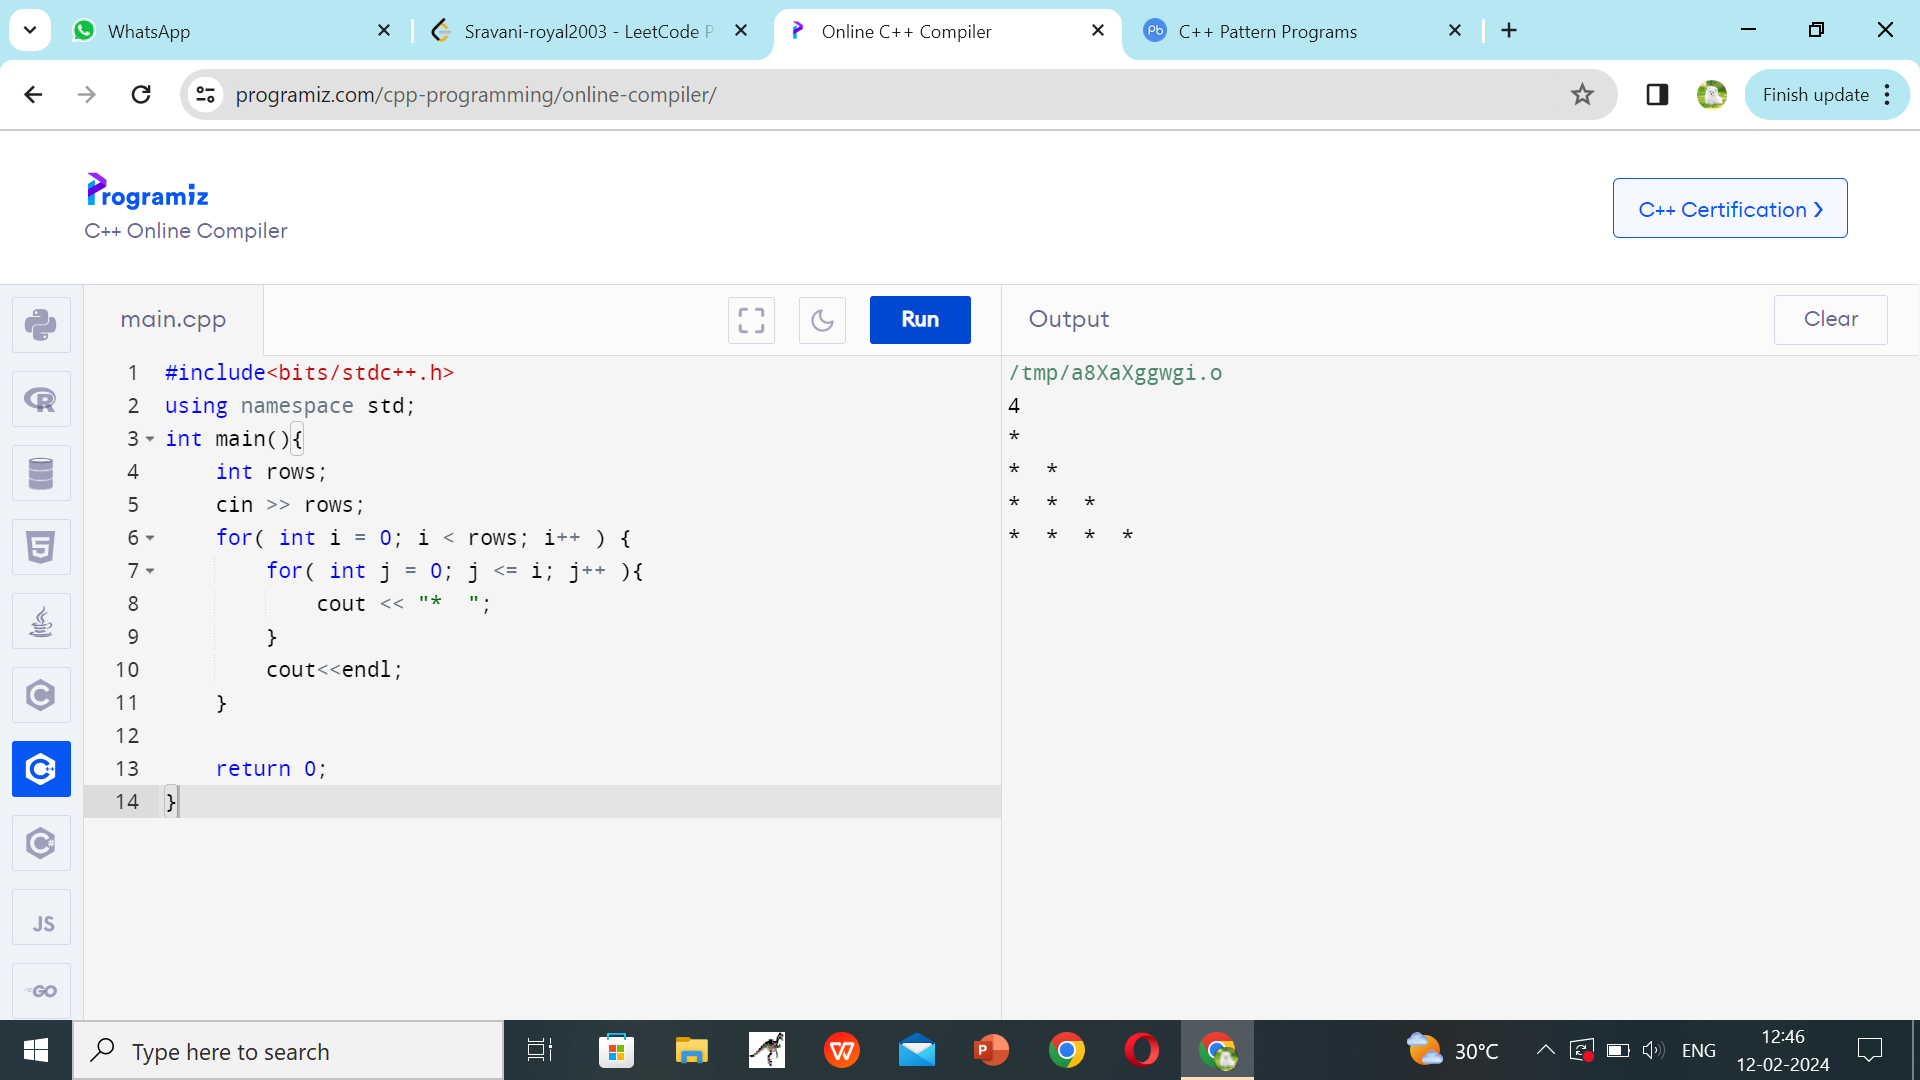 WhatsApp
Sravani-royal2003 - LeetCode P
Online C++ Compiler
Pb C++ Pattern Programs
programiz.com/cpp-programming/online-compiler/
Finish update
Programiz
C++ Online Compiler
C++ Certification
main.cpp
Run
Output
Clear
1 #include<bits/stdc++.h>
2 using namespace std;
3 int main(){
4 int rows;
5 cin >> rows;
6 for( int i = 0; i < rows; i++ ) {
7 for( int j = 0; j <= i; j++ ){
8 cout << "*  ";
9 }
10 cout<<endl;
11 }
12
13 return 0;
14 }
/tmp/a8XaXggwgi.o
4
*
*  *
*  *  *
*  *  *  *
R
5
C
C++
C#
JS
GO
Type here to search
W
P
30°C
ENG
12:46
12-02-2024